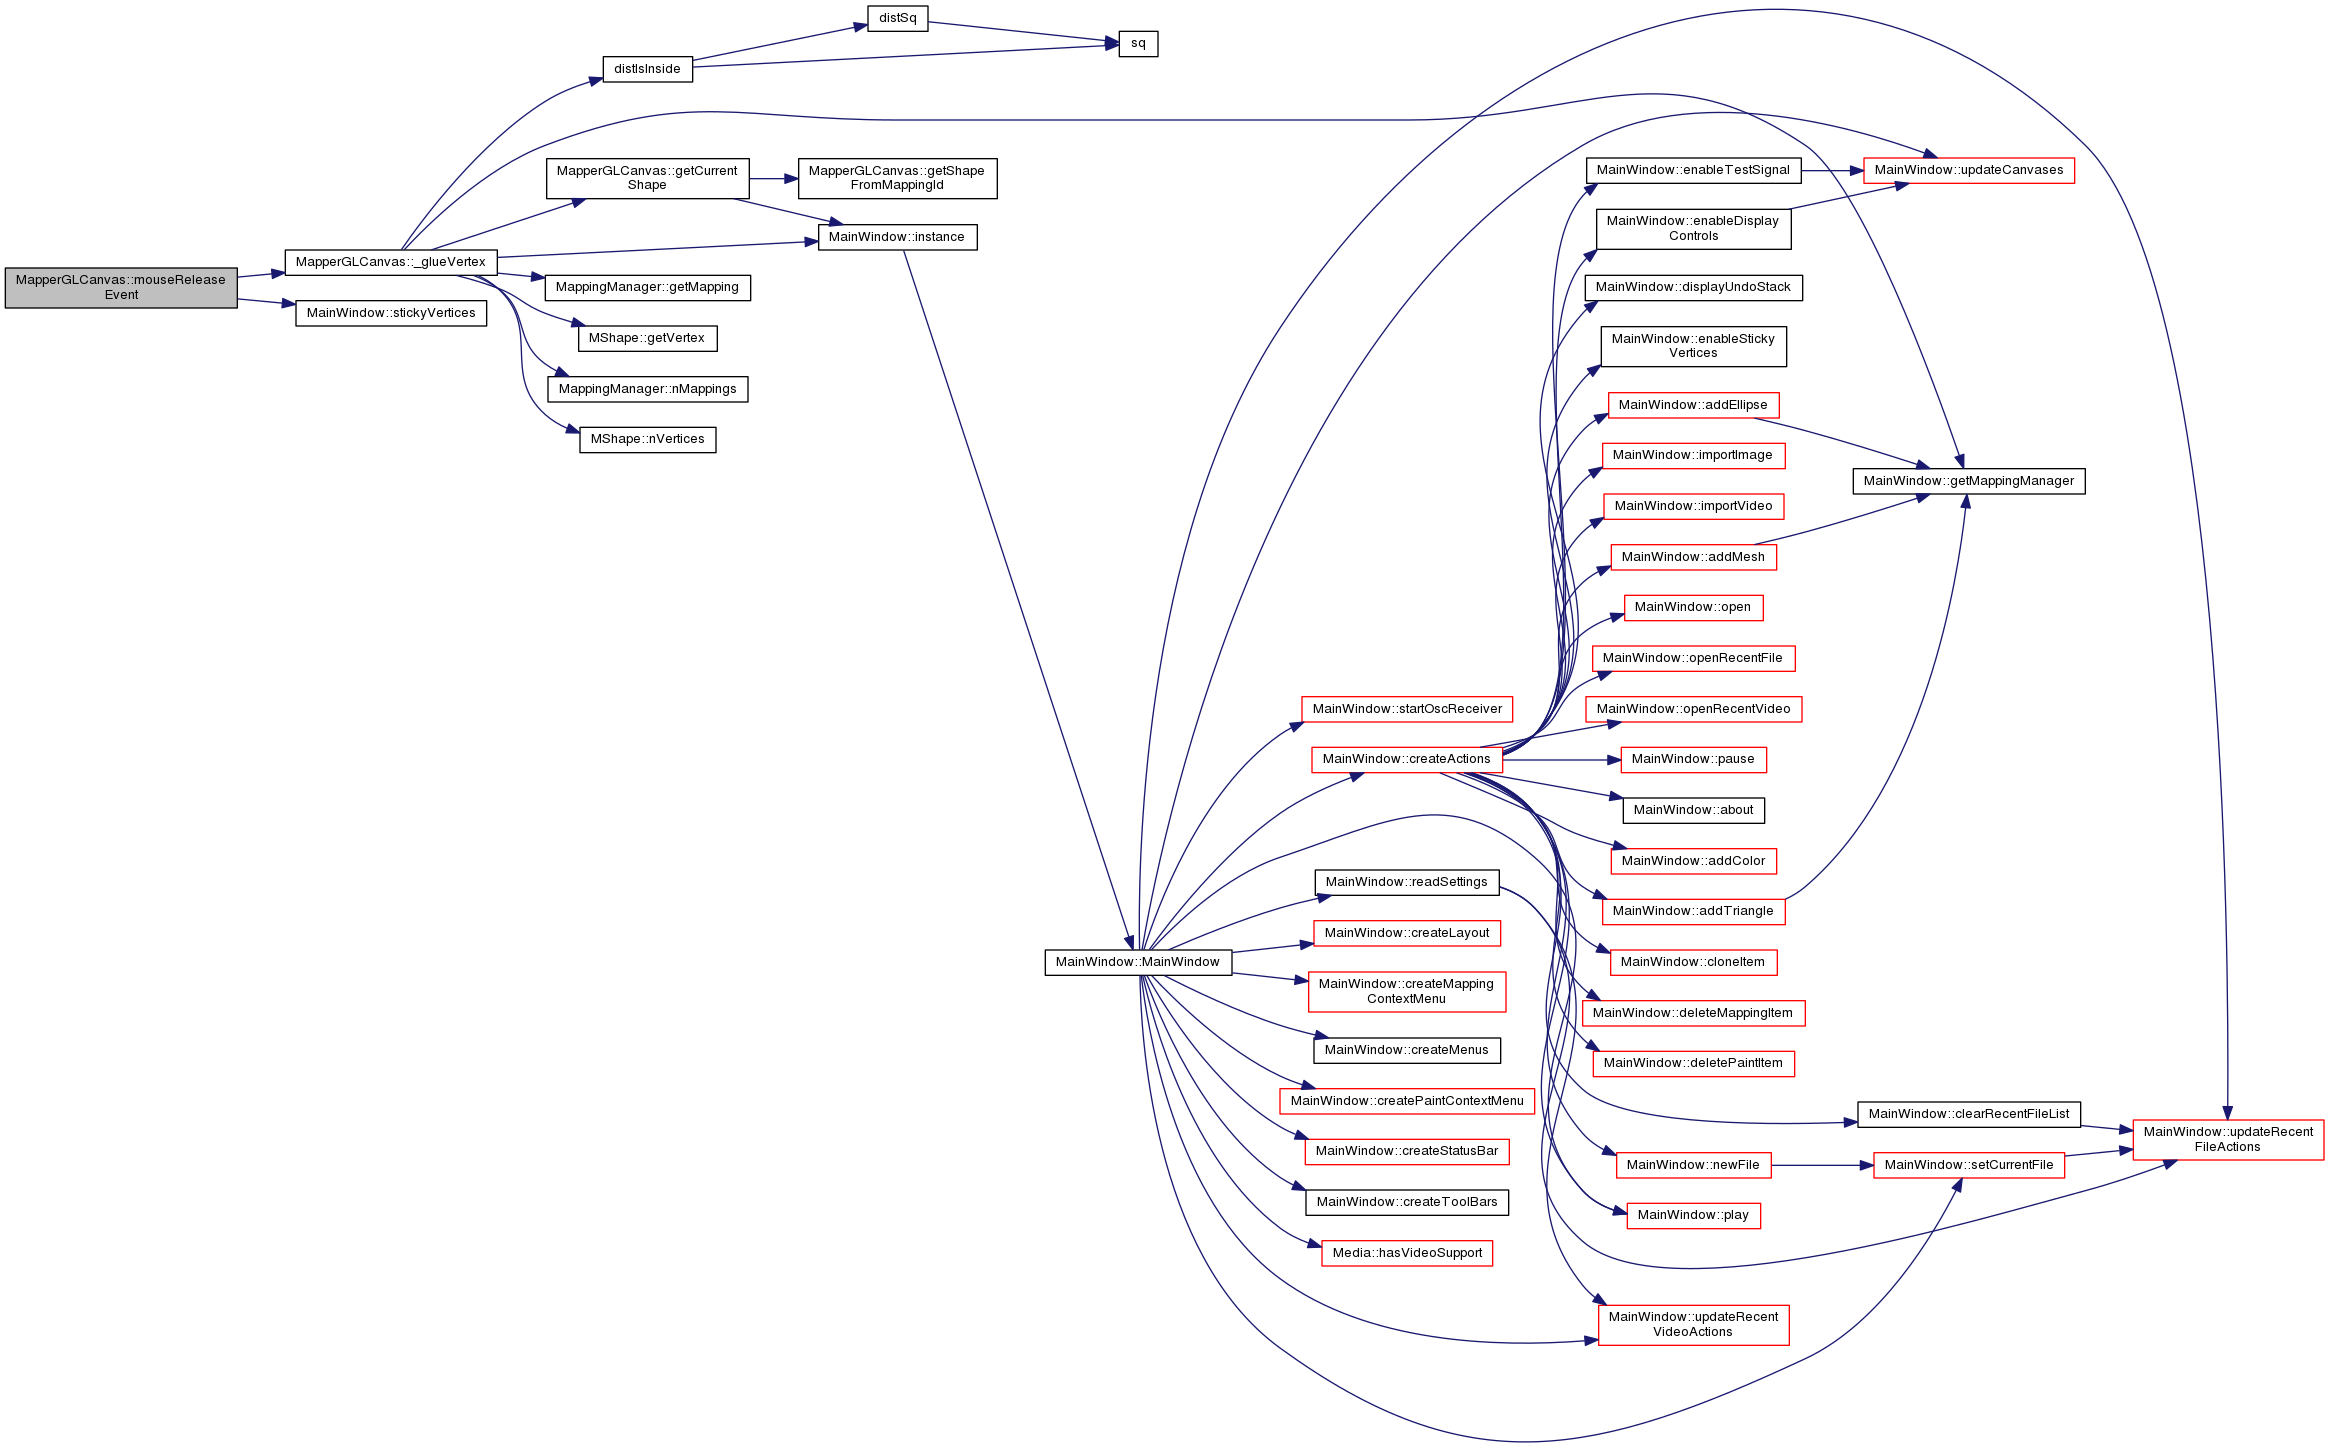 MapperGLCanvas::mouseRelease
Event
MapperGLCanvas::_glueVertex
MainWindow::stickyVertices
distIsInside
distSq
sq
MapperGLCanvas::getCurrent
Shape
MapperGLCanvas::getShape
FromMappingId
MainWindow::instance
MappingManager::getMapping
MShape::getVertex
MappingManager::nMappings
MShape::nVertices
MainWindow::MainWindow
MainWindow::startOscReceiver
MainWindow::createActions
MainWindow::readSettings
MainWindow::createLayout
MainWindow::createMapping
ContextMenu
MainWindow::createMenus
MainWindow::createPaintContextMenu
MainWindow::createStatusBar
MainWindow::createToolBars
Media::hasVideoSupport
MainWindow::enableTestSignal
MainWindow::enableDisplay
Controls
MainWindow::displayUndoStack
MainWindow::enableSticky
Vertices
MainWindow::addEllipse
MainWindow::importImage
MainWindow::importVideo
MainWindow::addMesh
MainWindow::open
MainWindow::openRecentFile
MainWindow::openRecentVideo
MainWindow::pause
MainWindow::about
MainWindow::addColor
MainWindow::addTriangle
MainWindow::cloneItem
MainWindow::deleteMappingItem
MainWindow::deletePaintItem
MainWindow::newFile
MainWindow::play
MainWindow::updateRecent
VideoActions
MainWindow::updateCanvases
MainWindow::getMappingManager
MainWindow::clearRecentFileList
MainWindow::setCurrentFile
MainWindow::updateRecent
FileActions